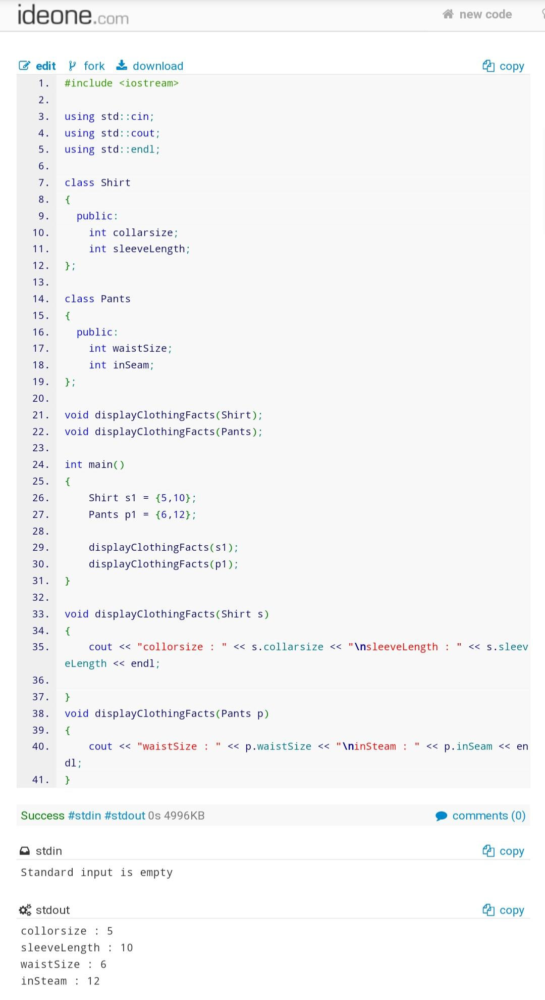 ideone.com new code
edit fork download copy
1. #include <iostream>
2.
3. using std::cin;
4. using std::cout;
5. using std::endl;
6.
7. class Shirt
8. {
9.   public:
10.     int collarsize;
11.     int sleeveLength;
12. };
13.
14. class Pants
15. {
16.   public:
17.     int waistSize;
18.     int inSeam;
19. };
20.
21. void displayClothingFacts(Shirt);
22. void displayClothingFacts(Pants);
23.
24. int main()
25. {
26.     Shirt s1 = {5,10};
27.     Pants p1 = {6,12};
28.
29.     displayClothingFacts(s1);
30.     displayClothingFacts(p1);
31. }
32.
33. void displayClothingFacts(Shirt s)
34. {
35.     cout << "collorsize : " << s.collarsize << "\nsleeveLength : " << s.sleev
eLength << endl;
36.
37. }
38. void displayClothingFacts(Pants p)
39. {
40.     cout << "waistSize : " << p.waistSize << "\ninSteam : " << p.inSeam << en
dl;
41. }
Success #stdin #stdout 0s 4996KB comments (0)
stdin copy
Standard input is empty
stdout copy
collorsize : 5
sleeveLength : 10
waistSize : 6
inSteam : 12